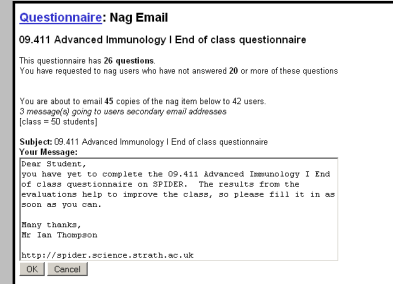 Questionnaire: Nag Email
09.411 Advanced Immunology I End of class questionnaire
This questionnaire has 26 questions.
You have requested to nag users who have not answered 20 or more of these questions
You are about to email 45 copies of the nag item below to 42 users.
3 message(s) going to users secondary email addresses
[class = 50 students]
Subject: 09.411 Advanced Immunology I End of class questionnaire
Your Message:
Dear Student,
you have yet to complete the 09.411 Advanced Immunology I End
of class questionnaire on SPIDER. The results from the
evaluations help to improve the class, so please fill it in as
soon as you can.
Many thanks,
Mr Ian Thompson
http://spider.science.strath.ac.uk
OK Cancel